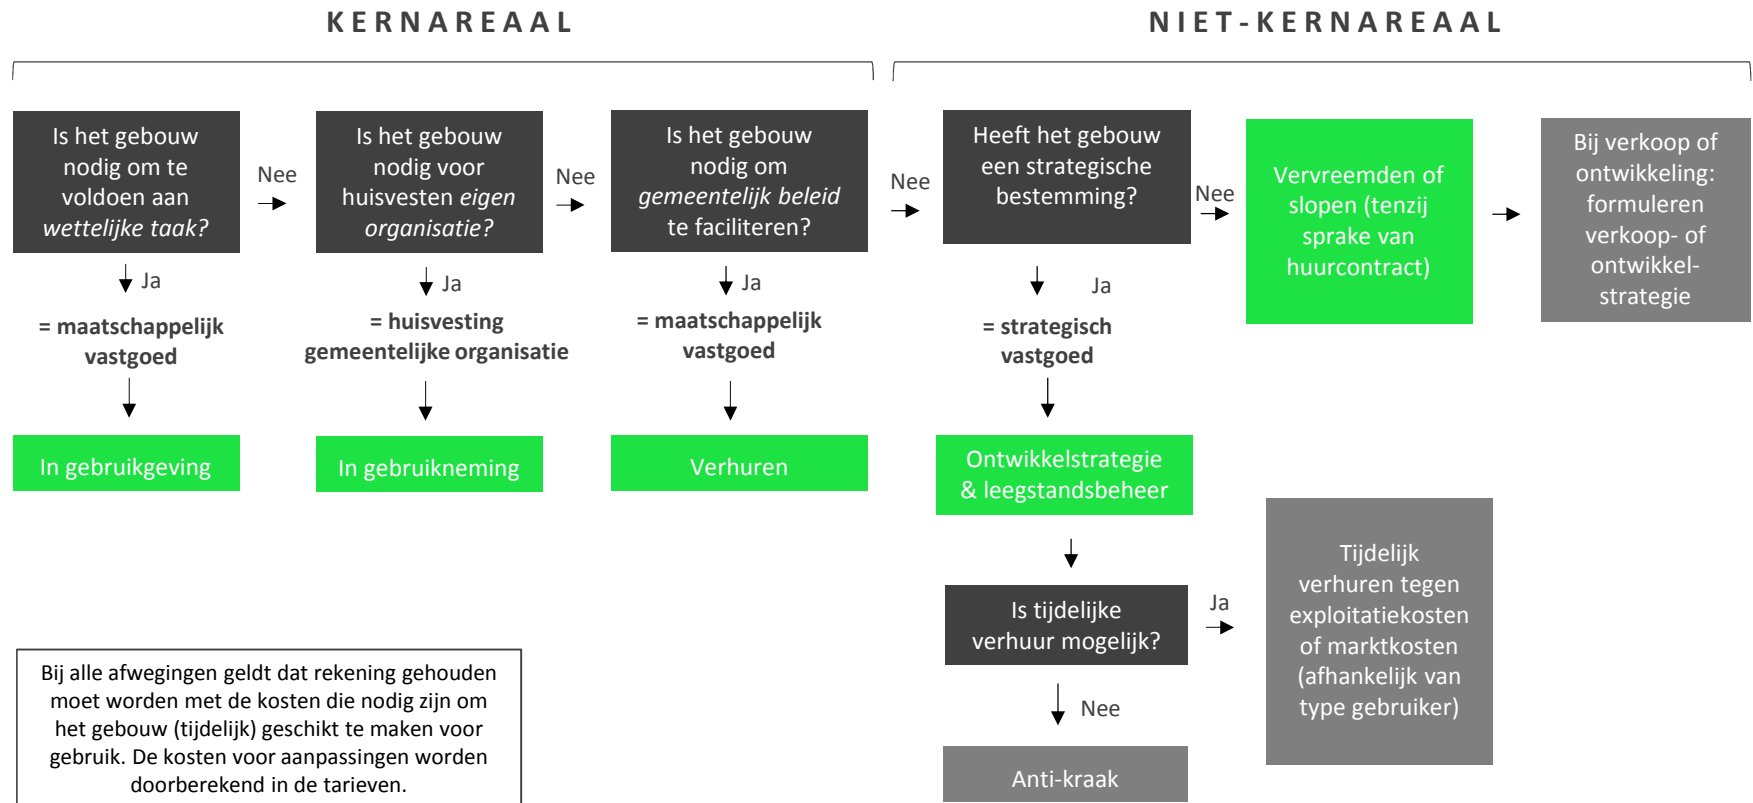 KERNAREAAL
NIET-KERNAREAAL
Is het gebouw
nodig om te
voldoen aan
wettelijke taak?
Nee
Is het gebouw
nodig voor
huisvesten eigen
organisatie?
Nee
Is het gebouw
nodig om
gemeentelijk beleid
te faciliteren?
Nee
Heeft het gebouw
een strategische
bestemming?
Nee
Vervreemden of
slopen (tenzij
sprake van
huurcontract)
Bij verkoop of
ontwikkeling:
formuleren
verkoop- of
ontwikkel-
strategie
Ja
= maatschappelijk
vastgoed
In gebruikgeving
Ja
= huisvesting
gemeentelijke organisatie
In gebruikneming
Ja
= maatschappelijk
vastgoed
Verhuren
Ja
= strategisch
vastgoed
Ontwikkelstrategie
& leegstandsbeheer
Is tijdelijke
verhuur mogelijk?
Ja
Tijdelijk
verhuren tegen
exploitatiekosten
of marktkosten
(afhankelijk van
type gebruiker)
Nee
Anti-kraak
Bij alle afwegingen geldt dat rekening gehouden
moet worden met de kosten die nodig zijn om
het gebouw (tijdelijk) geschikt te maken voor
gebruik. De kosten voor aanpassingen worden
doorberekend in de tarieven.